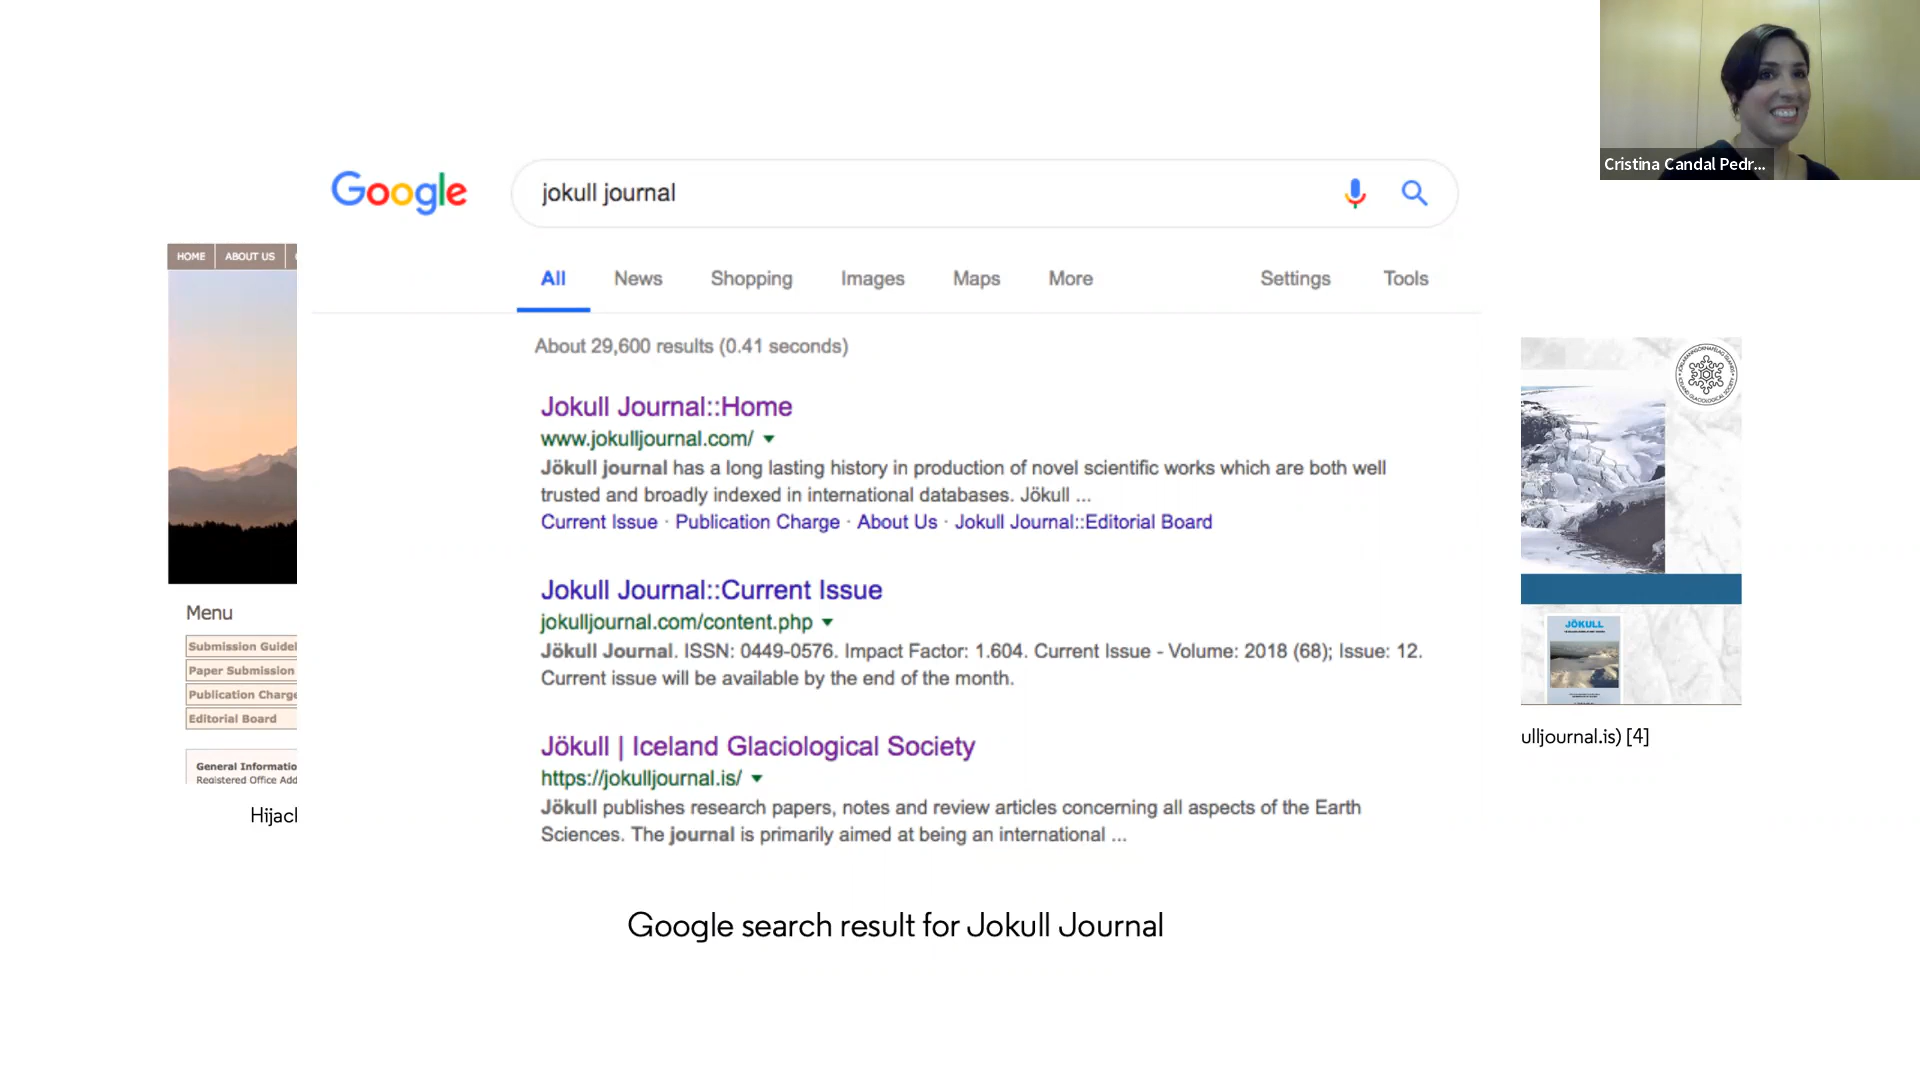 Cristina Candal Pedr...
Google
jokull journal
All News Shopping Images Maps More Settings Tools
About 29,600 results (0.41 seconds)
Jokull Journal::Home
www.jokulljournal.com/
Jökull journal has a long lasting history in production of novel scientific works which are both well
trusted and broadly indexed in international databases. Jökull ...
Current Issue · Publication Charge · About Us · Jokull Journal::Editorial Board
Jokull Journal::Current Issue
jokulljournal.com/content.php
Jökull Journal. ISSN: 0449-0576. Impact Factor: 1.604. Current Issue - Volume: 2018 (68); Issue: 12.
Current issue will be available by the end of the month.
Jökull | Iceland Glaciological Society
https://jokulljournal.is/
Jökull publishes research papers, notes and review articles concerning all aspects of the Earth
Sciences. The journal is primarily aimed at being an international ...
Google search result for Jokull Journal
HOME ABOUT US
Menu
Submission Guidel
Paper Submission
Publication Charge
Editorial Board
General Informatio
Registered Office Add
Hijacl
JÖKULL
ulljournal.is) [4]